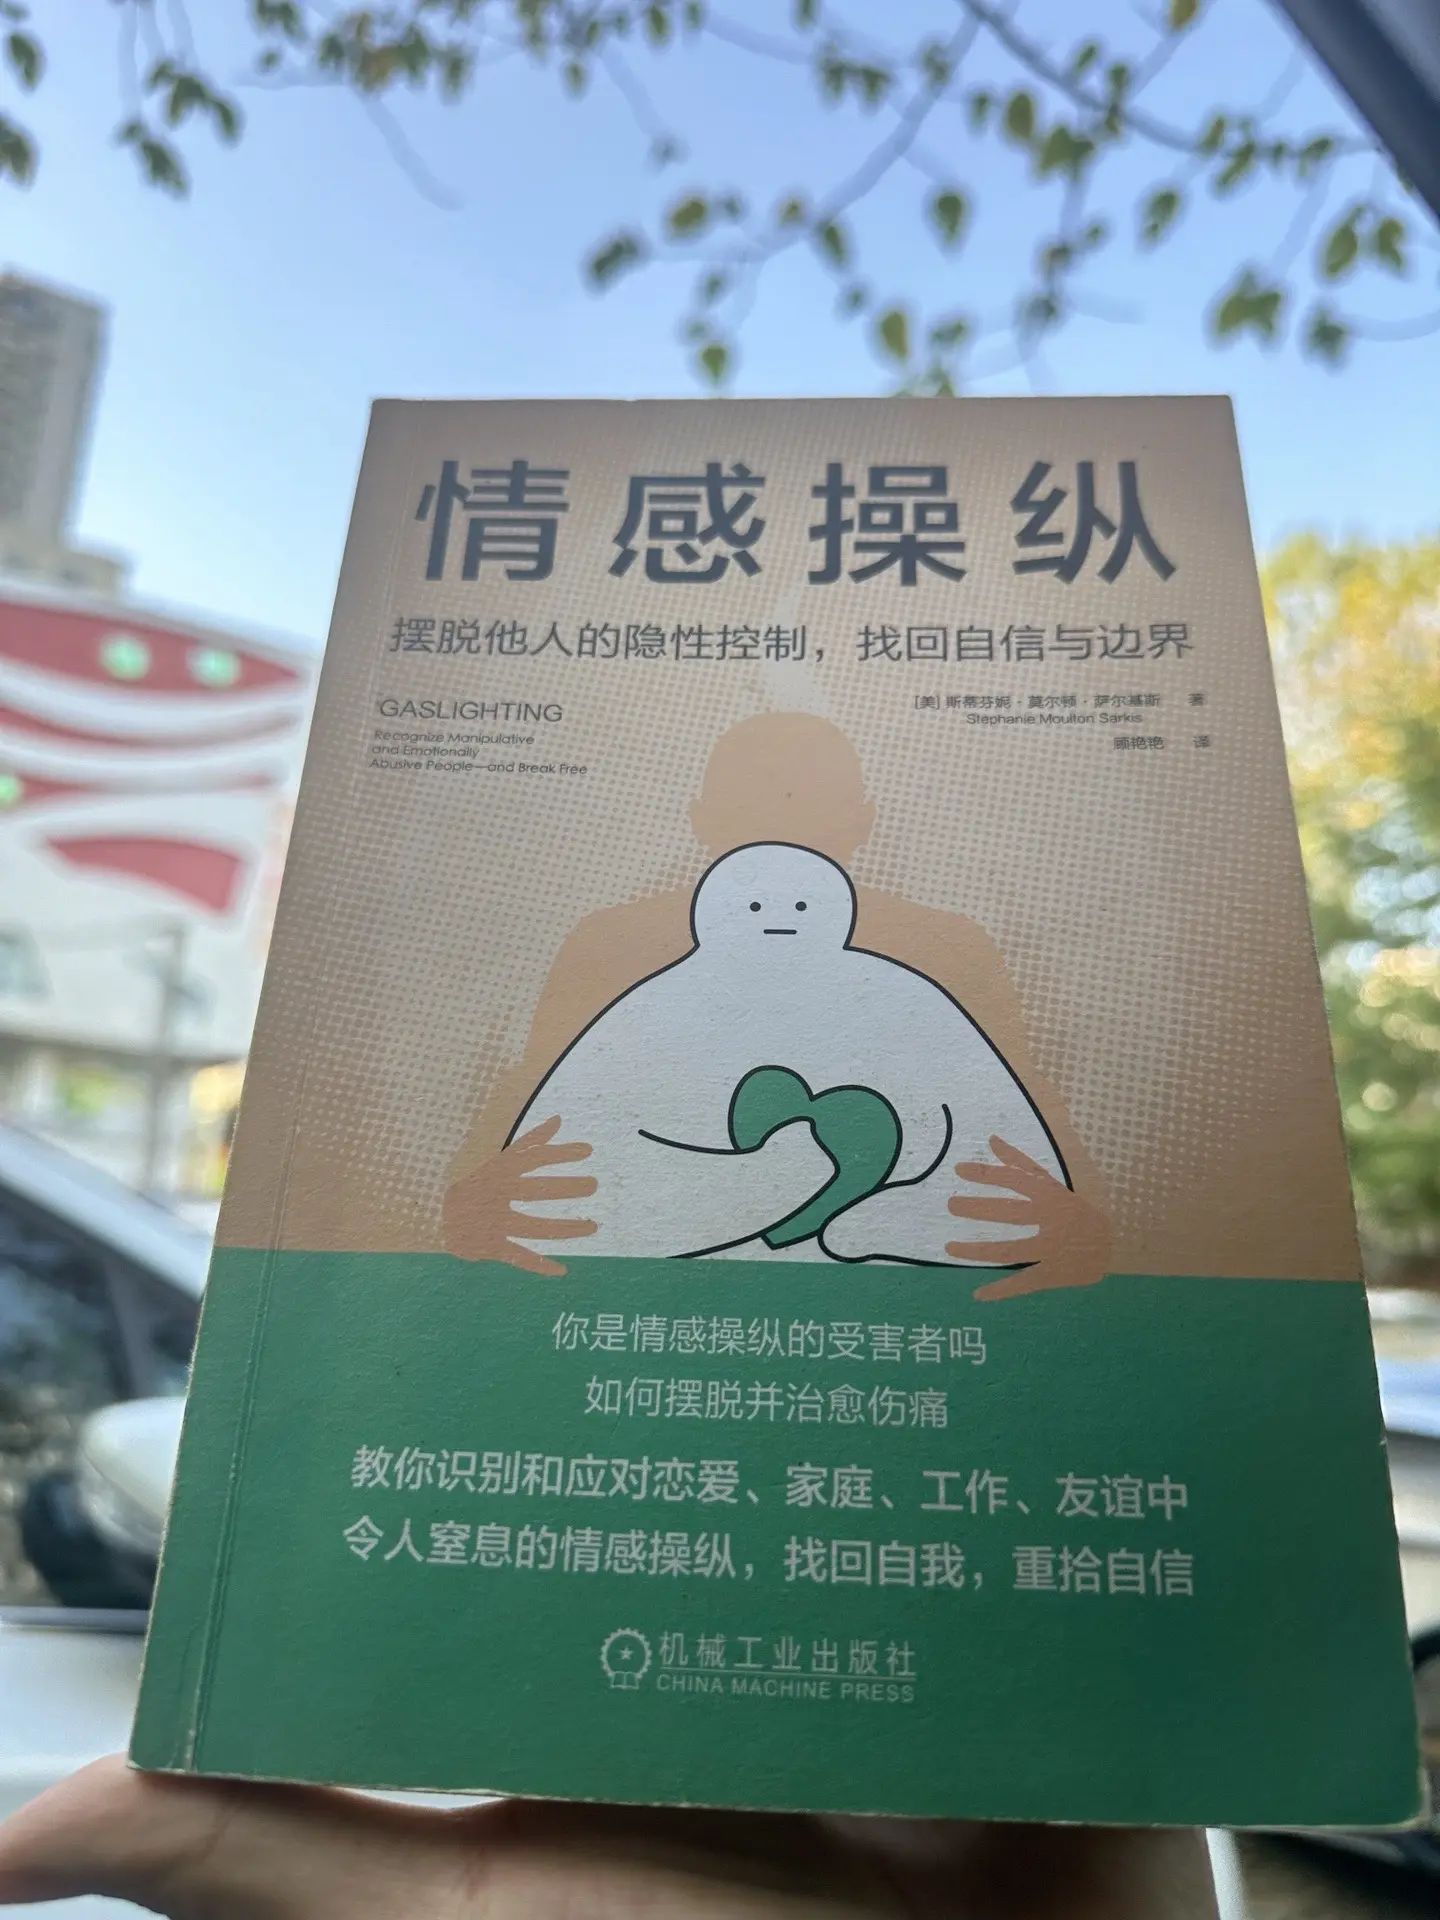 情感操纵
摆脱他人的隐性控制，找回自信与边界
GASLIGHTING
Recognize Manipulative
and Emotionally
Abusive People—and Break Free
[美] 斯蒂芬妮·莫尔顿·萨尔基斯 著
Stephanie Moulton Sarkis
顾艳艳 译
你是情感操纵的受害者吗
如何摆脱并治愈伤痛
教你识别和应对恋爱、家庭、工作、友谊中
令人窒息的情感操纵，找回自我，重拾自信
机械工业出版社
CHINA MACHINE PRESS